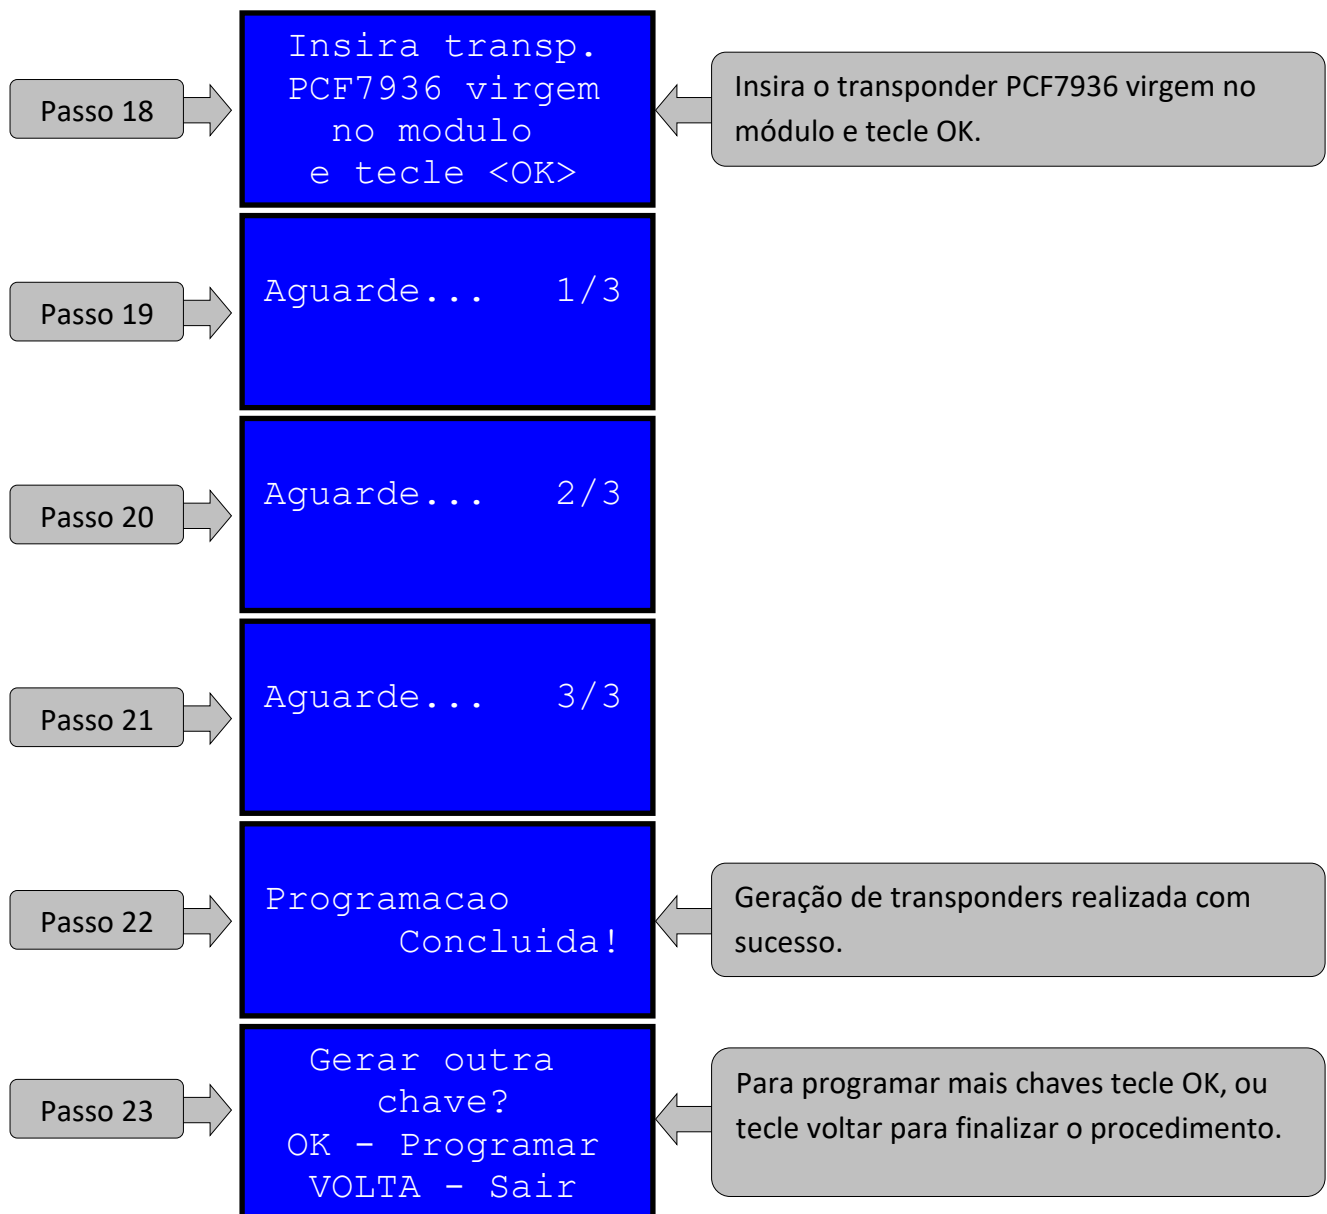 Passo 18
Insira transp.
PCF7936 virgem
no modulo
e tecle <OK>
Insira o transponder PCF7936 virgem no
módulo e tecle OK.
Passo 19
Aguarde... 1/3
Passo 20
Aguarde... 2/3
Passo 21
Aguarde... 3/3
Passo 22
Programacao
Concluida!
Geração de transponders realizada com
sucesso.
Passo 23
Gerar outra
chave?
OK - Programar
VOLTA - Sair
Para programar mais chaves tecle OK, ou
tecle voltar para finalizar o procedimento.